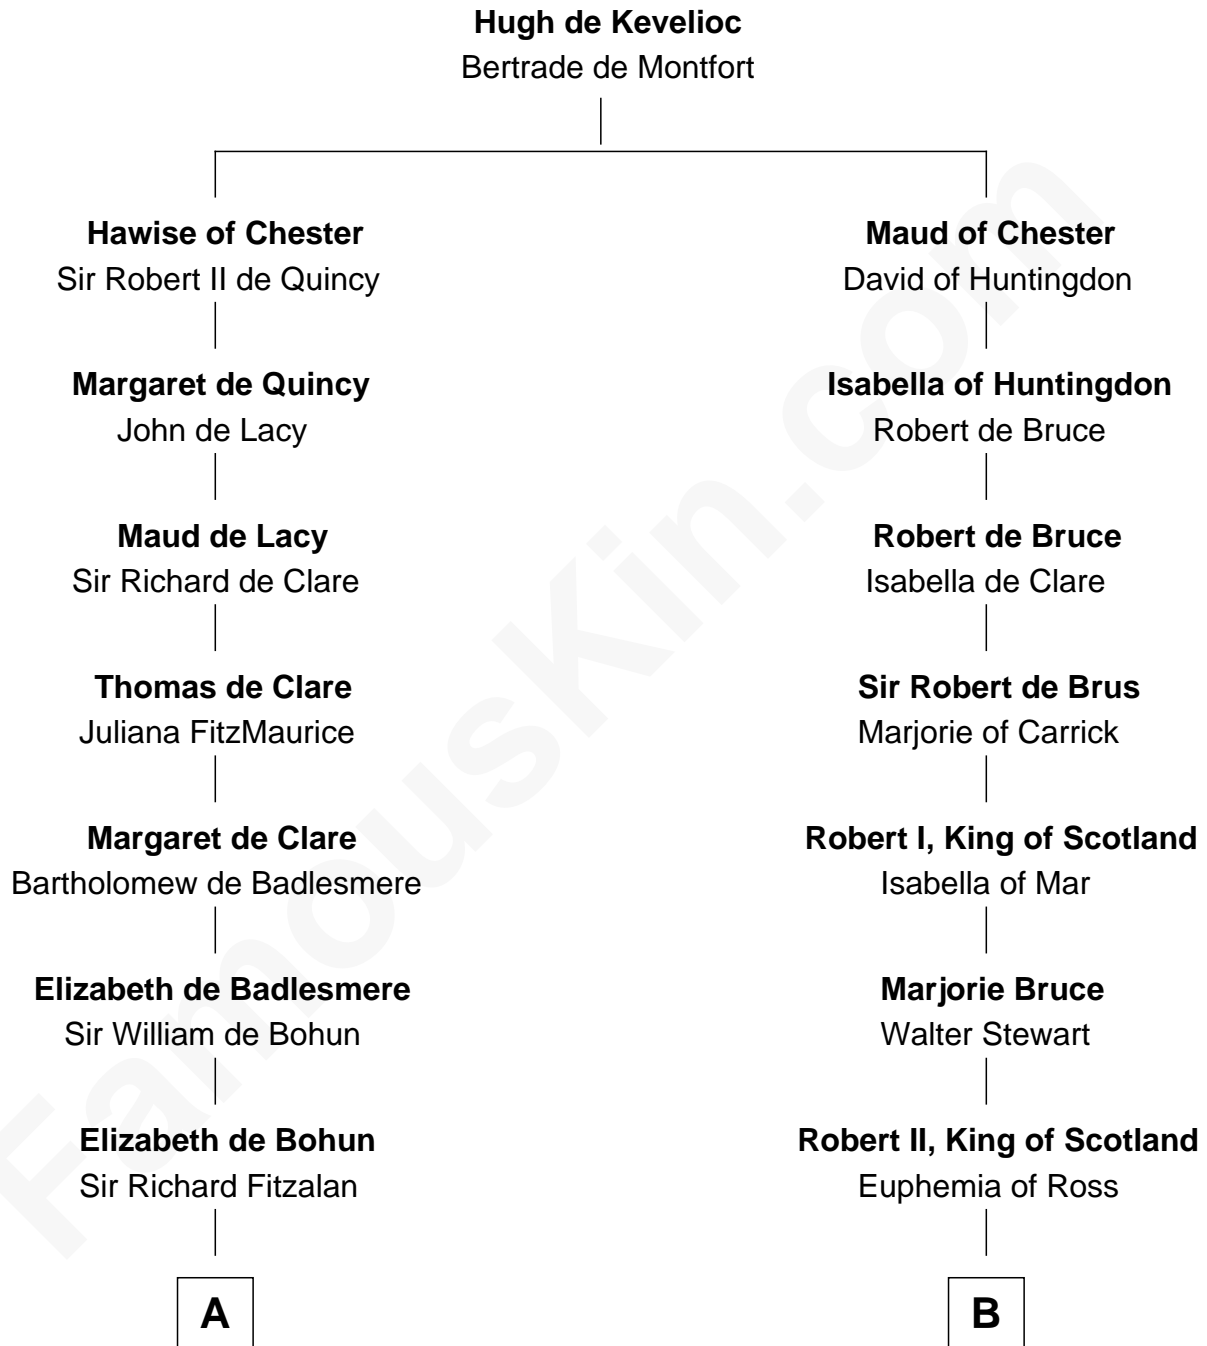 Hugh de Kevelioc
Bertrade de Montfort
Hawise of Chester
Sir Robert II de Quincy
Maud of Chester
David of Huntingdon
Margaret de Quincy
John de Lacy
Isabella of Huntingdon
Robert de Bruce
Maud de Lacy
Sir Richard de Clare
Robert de Bruce
Isabella de Clare
Thomas de Clare
Juliana FitzMaurice
Sir Robert de Brus
Marjorie of Carrick
Margaret de Clare
Bartholomew de Badlesmere
Robert I, King of Scotland
Isabella of Mar
Elizabeth de Badlesmere
Sir William de Bohun
Marjorie Bruce
Walter Stewart
Elizabeth de Bohun
Sir Richard Fitzalan
Robert II, King of Scotland
Euphemia of Ross
A
B
FamousKin.com